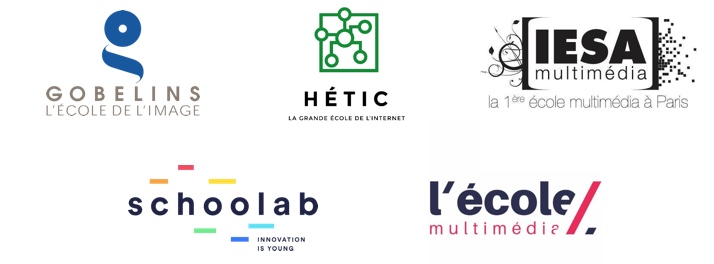 GOBELINS
L'ÉCOLE DE L'IMAGE
HÉTIC
LA GRANDE ÉCOLE DE L'INTERNET
IESA
multimédia
la 1ère école multimédia à Paris
schoolab
INNOVATION
IS YOUNG
l'école
multimédia